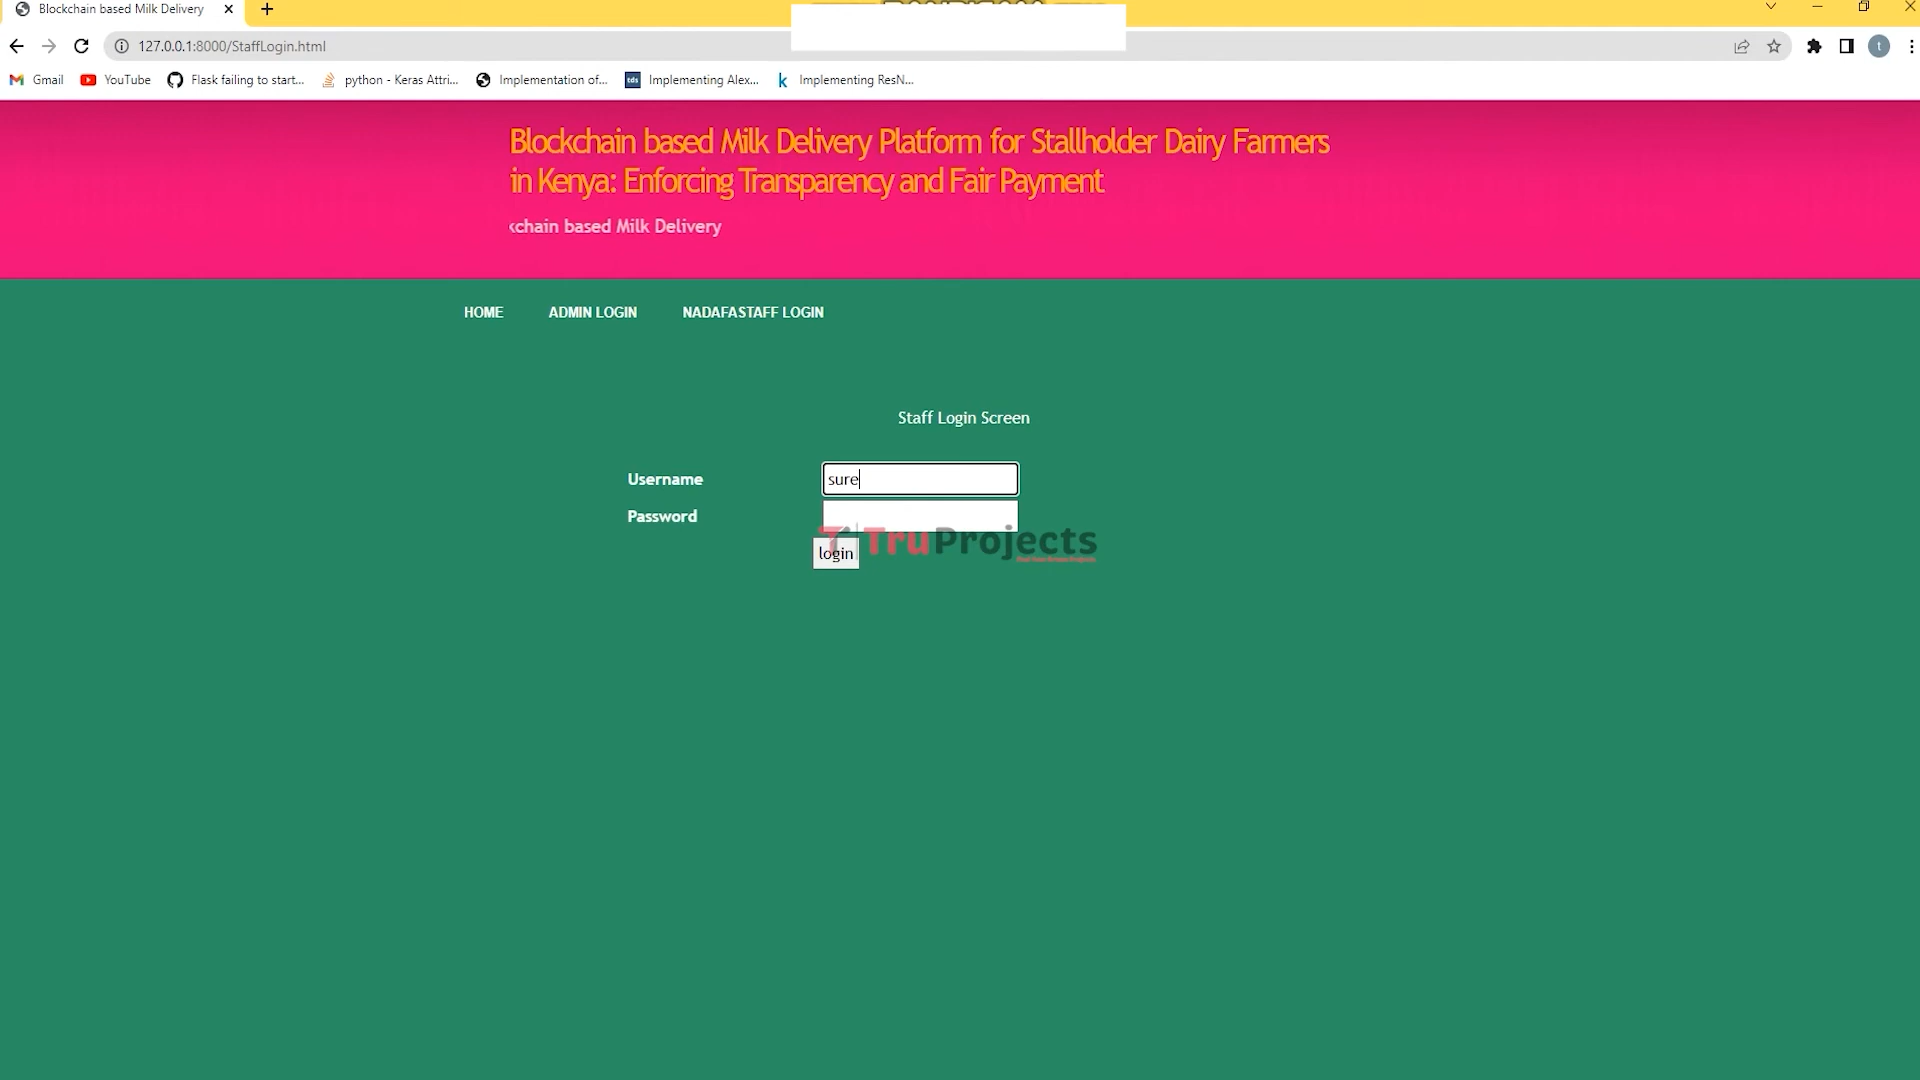 Blockchain based Milk Delivery
127.0.0.1:8000/StaffLogin.html
t
Gmail
YouTube
Flask failing to start...
python - Keras Attri...
Implementation of...
tds
Implementing Alex...
k
Implementing ResN...
Blockchain based Milk Delivery Platform for Stallholder Dairy Farmers
in Kenya: Enforcing Transparency and Fair Payment
kchain based Milk Delivery
HOME
ADMIN LOGIN
NADAFASTAFF LOGIN
Staff Login Screen
Username
sure
Password
TruProjects
login